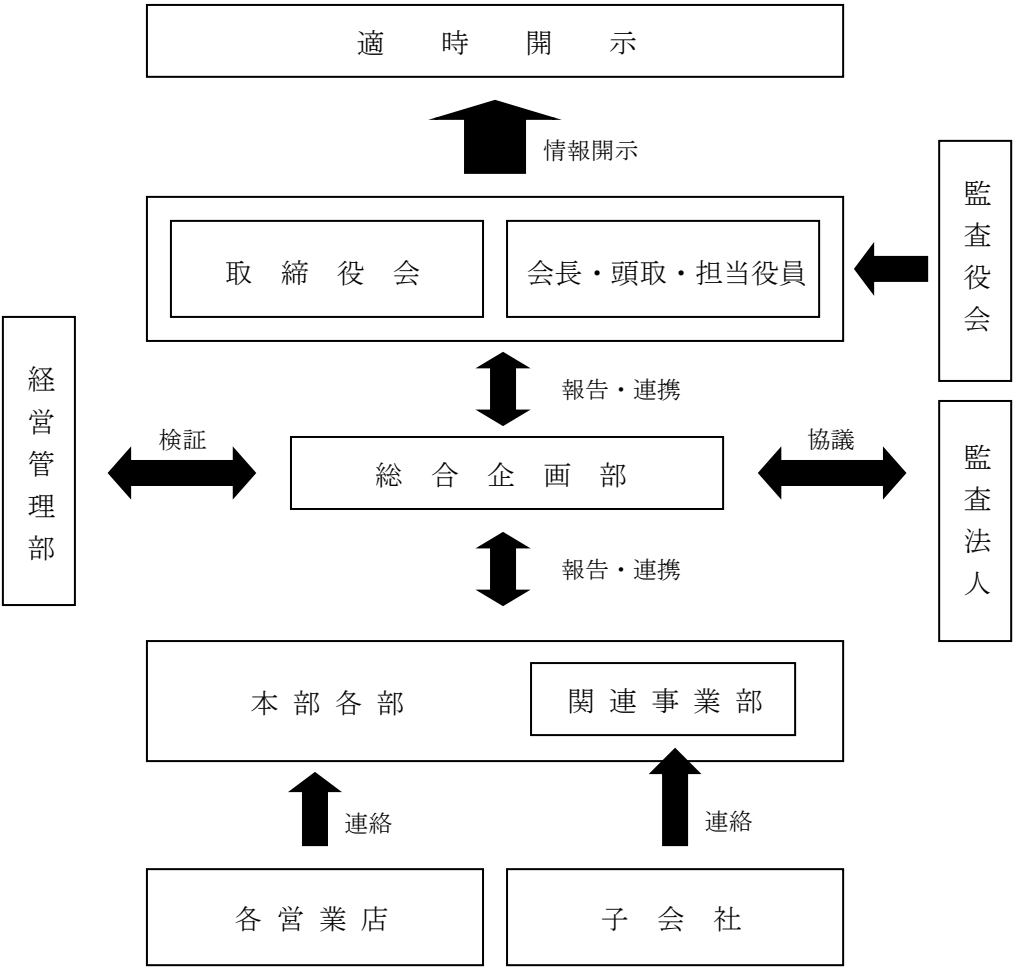 適時開示
情報開示
取締役会
会長・頭取・担当役員
監査役会
報告・連携
経営管理部
検証
総合企画部
協議
監査法人
報告・連携
本部各部
関連事業部
連絡
連絡
各営業店
子会社